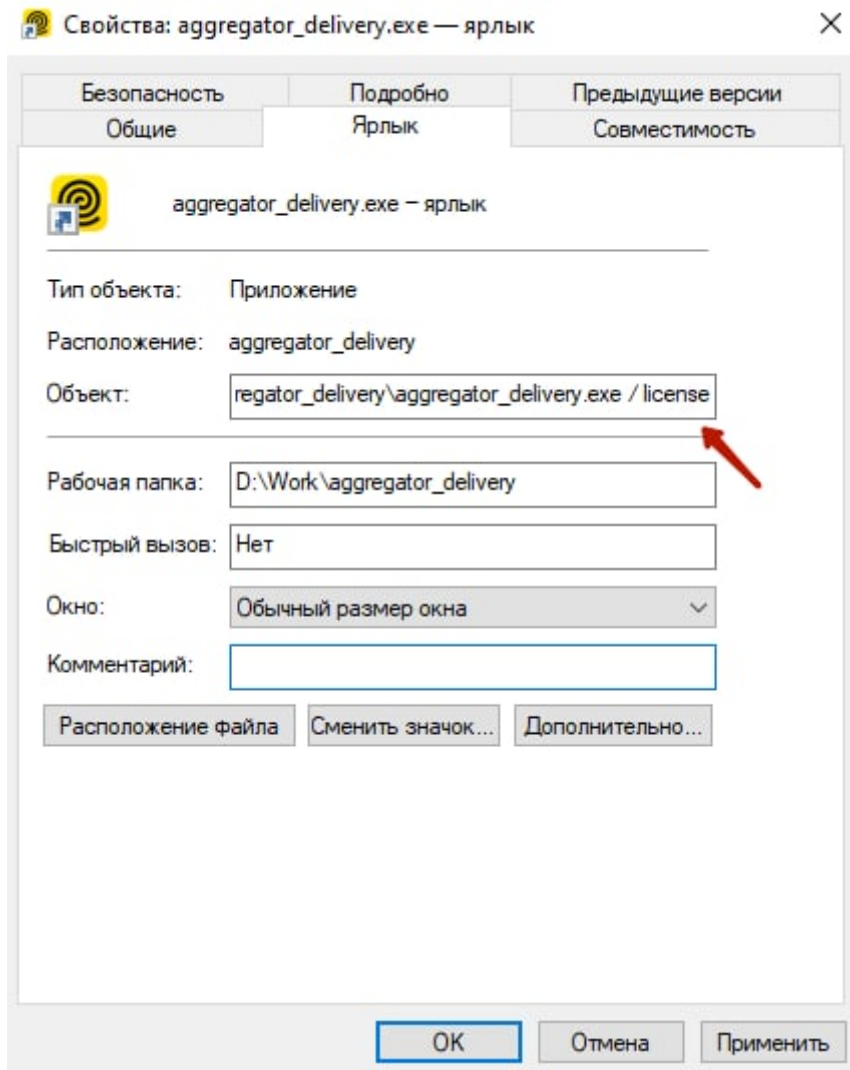 Свойства: aggregator_delivery.exe — ярлык
Безопасность Подробно Предыдущие версии
Общие Ярлык Совместимость
aggregator_delivery.exe – ярлык
Тип объекта: Приложение
Расположение: aggregator_delivery
Объект: regator_delivery\aggregator_delivery.exe / license
Рабочая папка: D:\Work\aggregator_delivery
Быстрый вызов: Нет
Окно: Обычный размер окна
Комментарий:
Расположение файла Сменить значок... Дополнительно...
ОК Отмена Применить